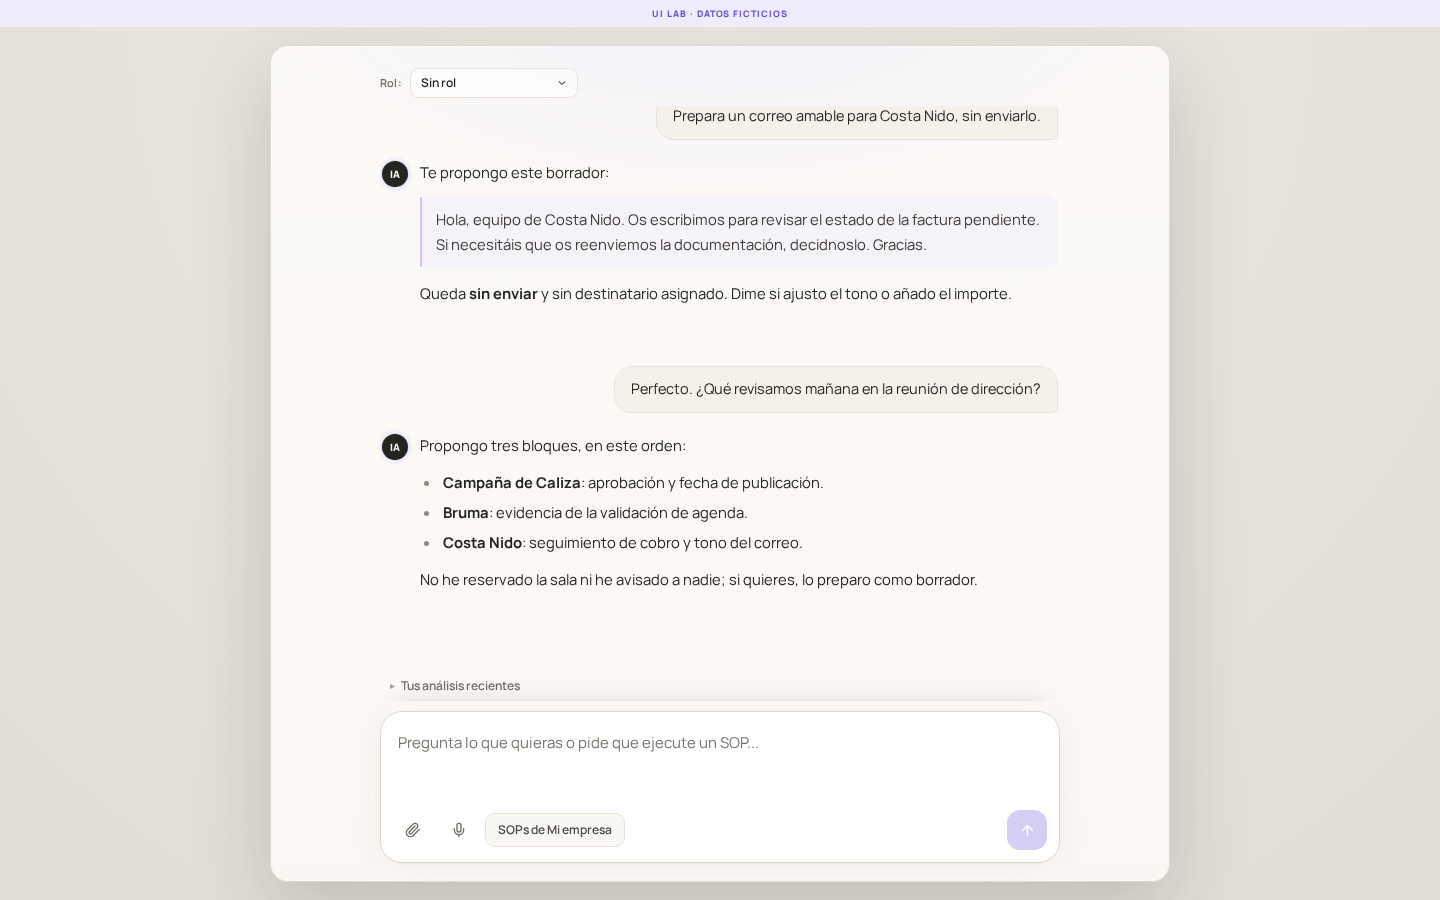 UI LAB · DATOS FICTICIOS
Rol:
Sin rol
Prepara un correo amable para Costa Nido, sin enviarlo.
IA
Te propongo este borrador:
Hola, equipo de Costa Nido. Os escribimos para revisar el estado de la factura pendiente.
Si necesitáis que os reenviemos la documentación, decidnoslo. Gracias.
Queda sin enviar y sin destinatario asignado. Dime si ajusto el tono o añado el importe.
Perfecto. ¿Qué revisamos mañana en la reunión de dirección?
IA
Propongo tres bloques, en este orden:
• Campaña de Caliza: aprobación y fecha de publicación.
• Bruma: evidencia de la validación de agenda.
• Costa Nido: seguimiento de cobro y tono del correo.
No he reservado la sala ni he avisado a nadie; si quieres, lo preparo como borrador.
▸ Tus análisis recientes
Pregunta lo que quieras o pide que ejecute un SOP...
SOPs de Mi empresa